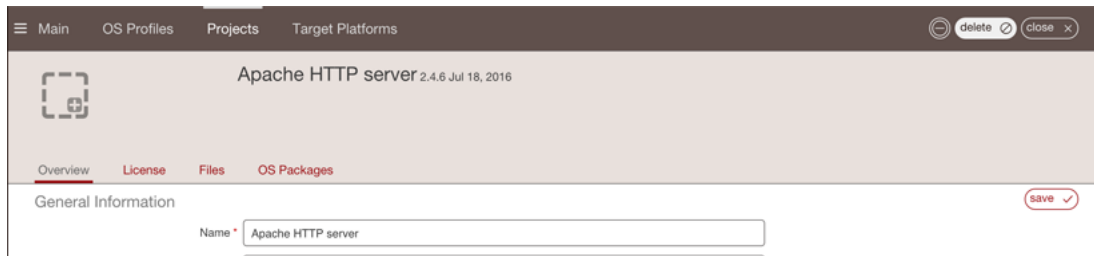 Main OS Profiles Projects Target Platforms delete close
Apache HTTP server 2.4.6 Jul 18, 2016
Overview License Files OS Packages
General Information save
Name * Apache HTTP server